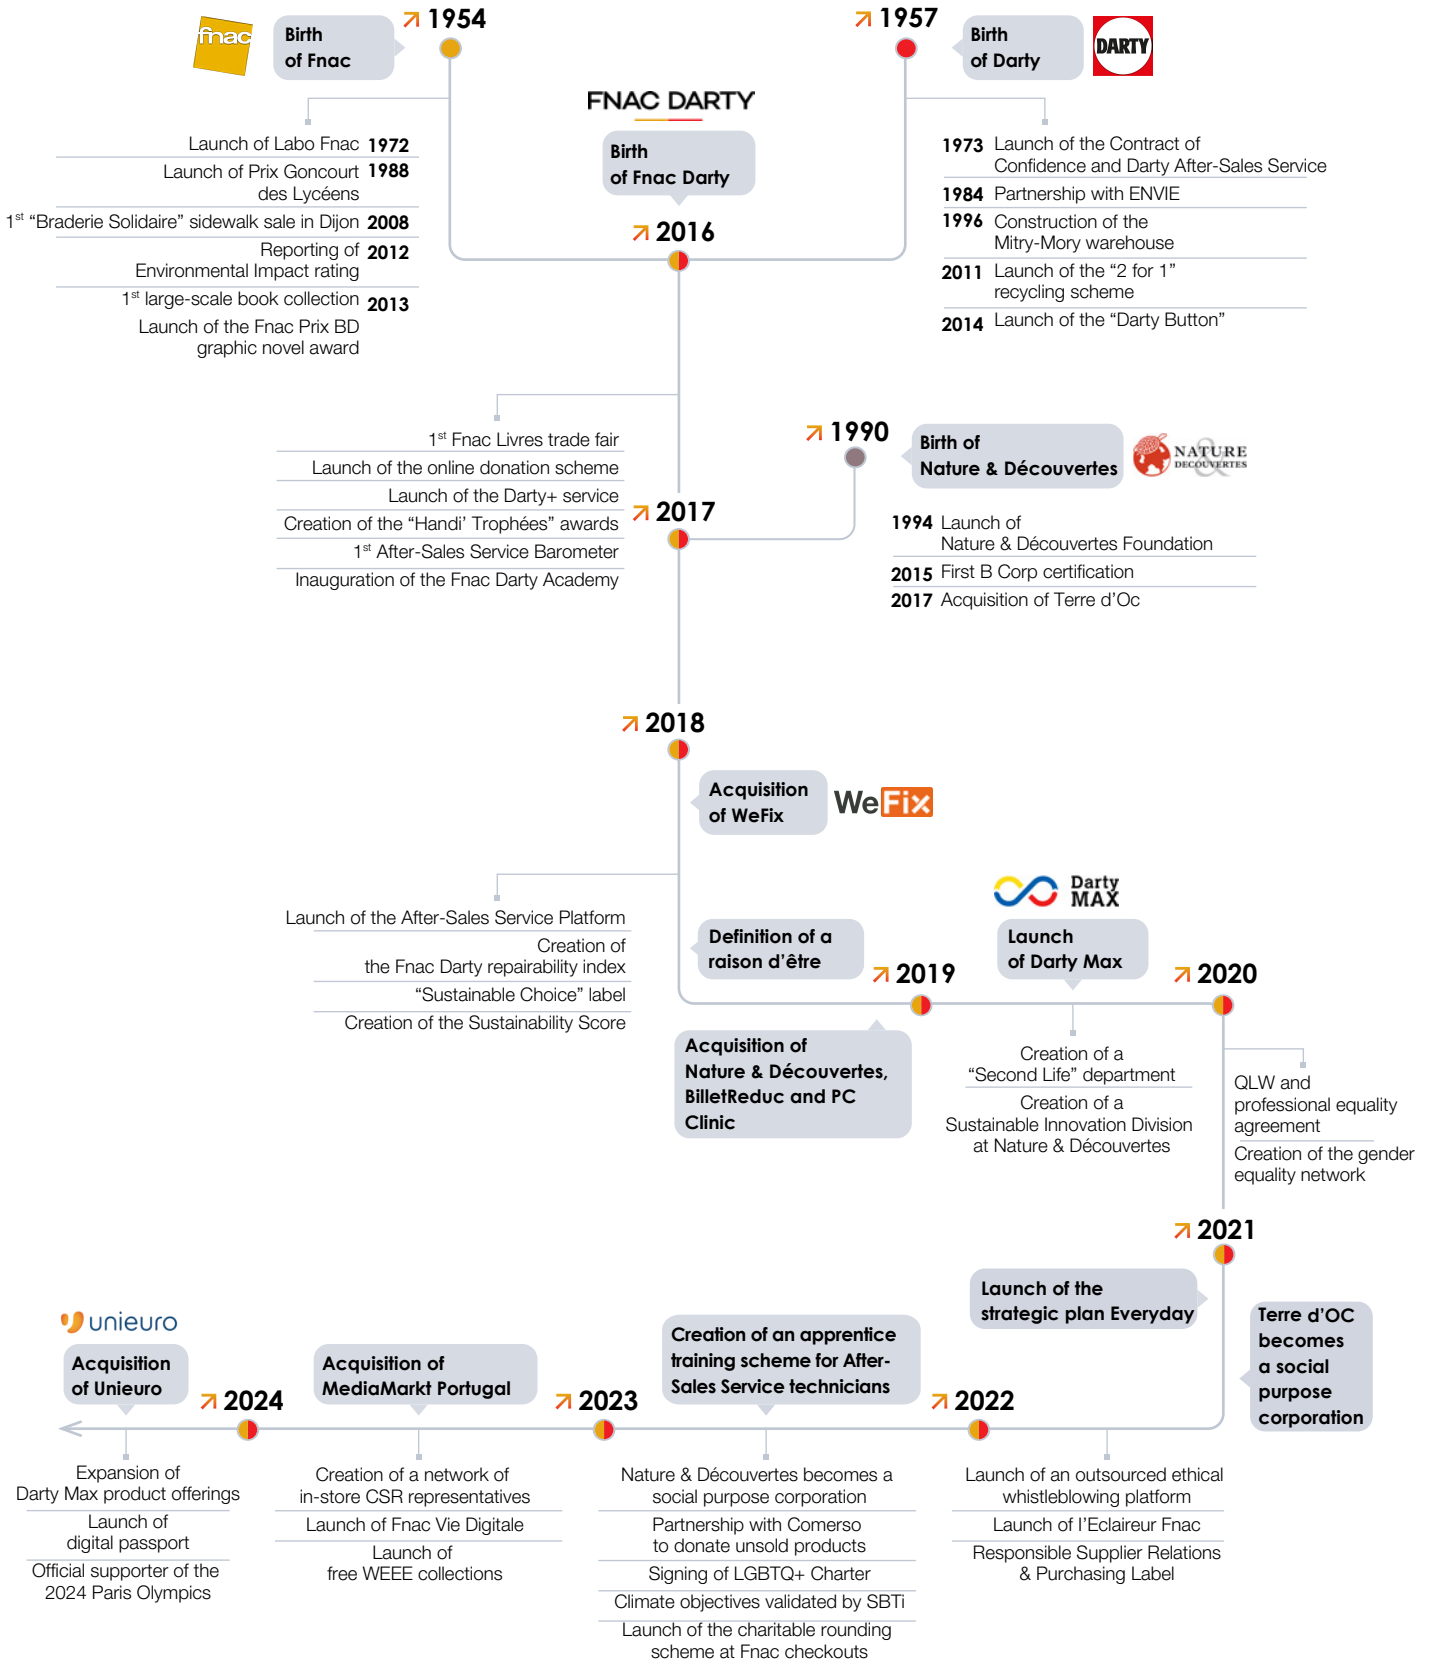 fnac
Birth
of Fnac
1954
Launch of Labo Fnac 1972
Launch of Prix Goncourt 1988
des Lycéens
1st “Braderie Solidaire” sidewalk sale in Dijon 2008
Reporting of 2012
Environmental Impact rating
1st large-scale book collection 2013
Launch of the Fnac Prix BD
graphic novel award
1957
Birth
of Darty
DARTY
1973 Launch of the Contract of
Confidence and Darty After-Sales Service
1984 Partnership with ENVIE
1996 Construction of the
Mitry-Mory warehouse
2011 Launch of the “2 for 1”
recycling scheme
2014 Launch of the “Darty Button”
FNAC DARTY
Birth
of Fnac Darty
2016
1st Fnac Livres trade fair
Launch of the online donation scheme
Launch of the Darty+ service
Creation of the “Handi’ Trophées” awards
1st After-Sales Service Barometer
Inauguration of the Fnac Darty Academy
2017
1990
Birth of
Nature & Découvertes
NATURE
&
DECOUVERTES
1994 Launch of
Nature & Découvertes Foundation
2015 First B Corp certification
2017 Acquisition of Terre d’Oc
2018
Acquisition
of WeFix
WeFix
Launch of the After-Sales Service Platform
Creation of
the Fnac Darty repairability index
“Sustainable Choice” label
Creation of the Sustainability Score
Definition of a
raison d’être
2019
Acquisition of
Nature & Découvertes,
BilletReduc and PC
Clinic
Darty
MAX
Launch
of Darty Max
Creation of a
“Second Life” department
Creation of a
Sustainable Innovation Division
at Nature & Découvertes
2020
QLW and
professional equality
agreement
Creation of the gender
equality network
2021
Launch of the
strategic plan Everyday
Terre d’OC
becomes
a social
purpose
corporation
2022
Launch of an outsourced ethical
whistleblowing platform
Launch of l’Eclaireur Fnac
Responsible Supplier Relations
& Purchasing Label
Creation of an apprentice
training scheme for After-
Sales Service technicians
2023
Nature & Découvertes becomes a
social purpose corporation
Partnership with Comerso
to donate unsold products
Signing of LGBTQ+ Charter
Climate objectives validated by SBTi
Launch of the charitable rounding
scheme at Fnac checkouts
Acquisition of
MediaMarkt Portugal
2024
Creation of a network of
in-store CSR representatives
Launch of Fnac Vie Digitale
Launch of
free WEEE collections
unieuro
Acquisition
of Unieuro
Expansion of
Darty Max product offerings
Launch of
digital passport
Official supporter of the
2024 Paris Olympics